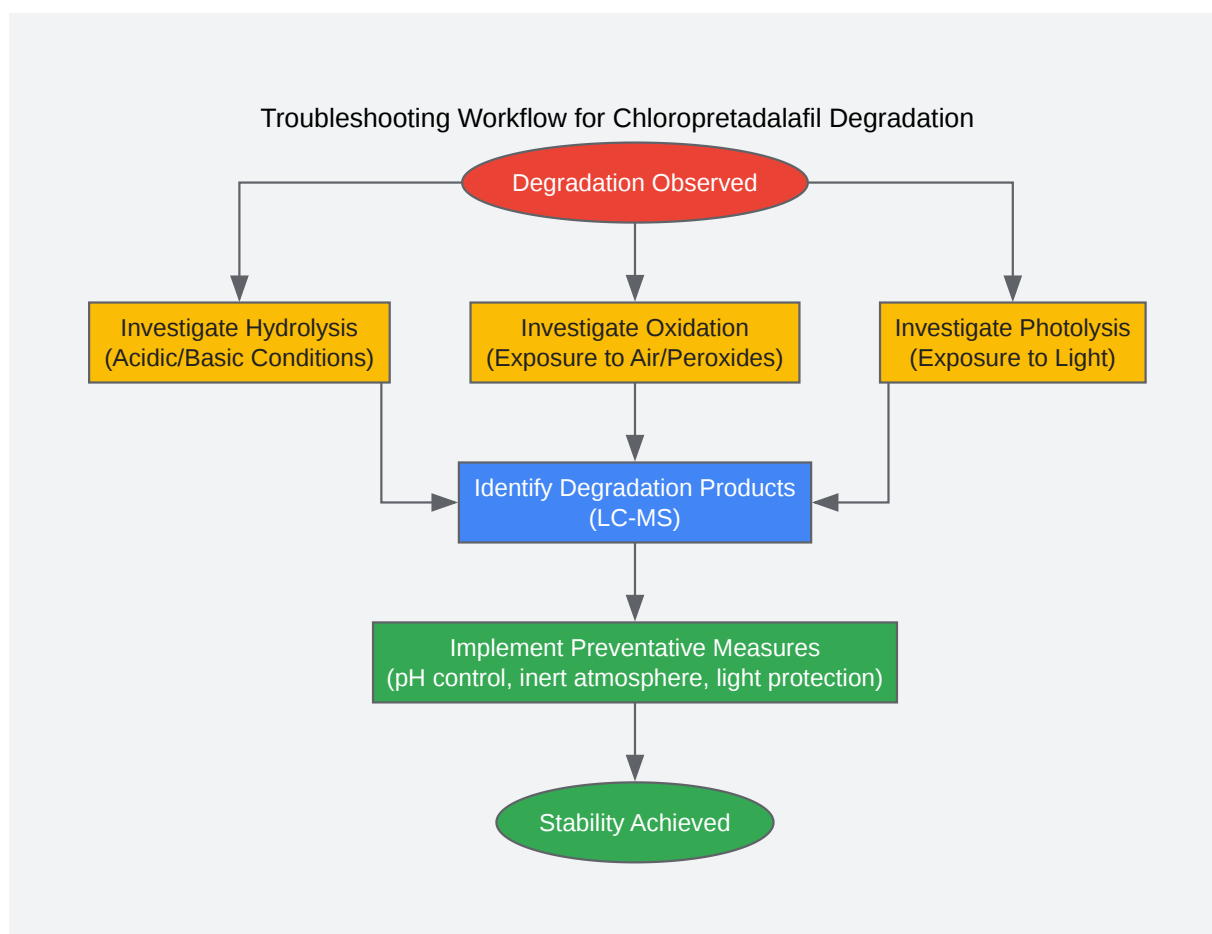 Troubleshooting Workflow for Chloropretadalafil Degradation
Degradation Observed
Investigate Hydrolysis
(Acidic/Basic Conditions)
Investigate Oxidation
(Exposure to Air/Peroxides)
Investigate Photolysis
(Exposure to Light)
Identify Degradation Products
(LC-MS)
Implement Preventative Measures
(pH control, inert atmosphere, light protection)
Stability Achieved